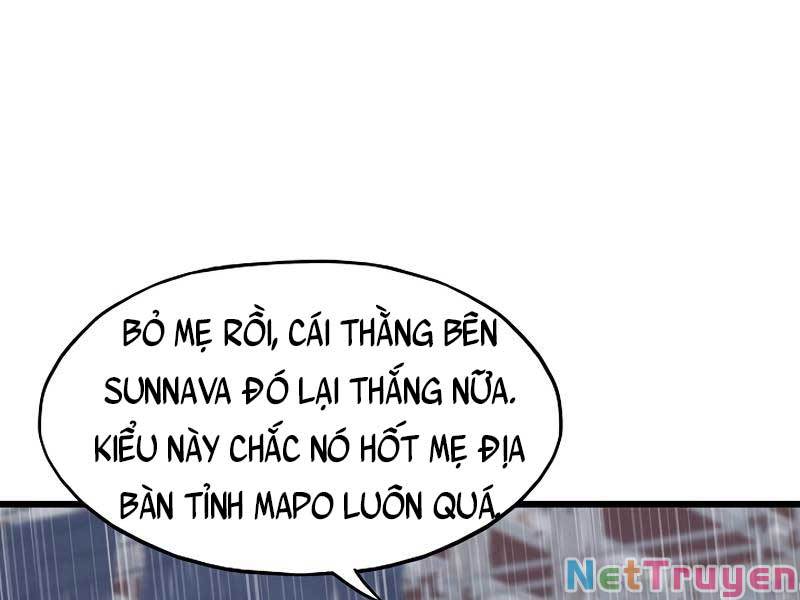 BỎ MẸ RỒI, CÁI THẰNG BÊN
SUNNAVA ĐÓ LẠI THẮNG NỮA.
KIỂU NÀY CHẮC NÓ HỐT MẸ ĐỊA
BÀN TỈNH MAPO LUÔN QUÁ.
NetTruyen